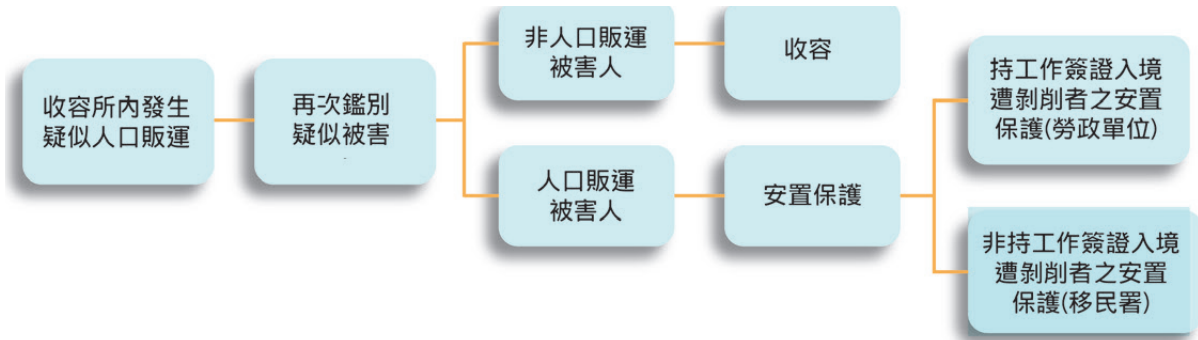 收容所內發生
疑似人口販運
再次鑑別
疑似被害
非人口販運
被害人
收容
人口販運
被害人
安置保護
持工作簽證入境
遭剝削者之安置
保護(勞政單位)
非持工作簽證入境
遭剝削者之安置
保護(移民署)